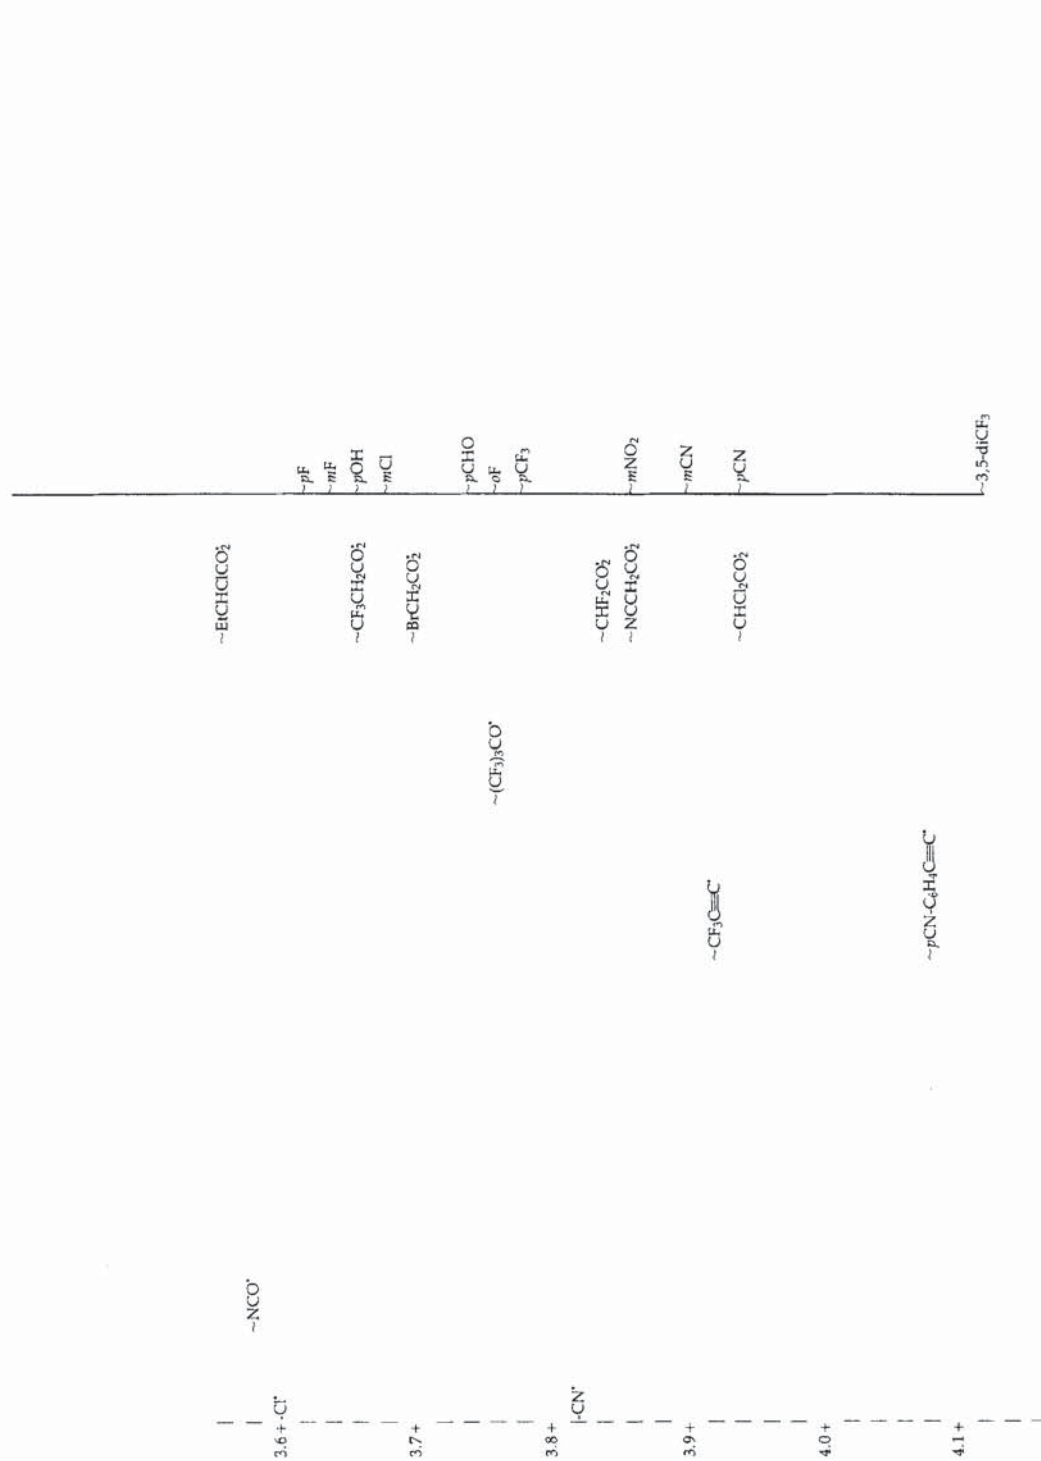 ~EtCHClCO₂•
~NCO•
3.6+-Cl•
~pF
~mF
~CF₃CH₂CO₂• ~pOH
~mCl
3.7+ ~BrCH₂CO₂•
~pCHO
~(CF₃)₃CO• ~oF
~pCF₃
3.8+
|-CN•
~CHF₂CO₂•
~NCCH₂CO₂• ~mNO₂
3.9+ ~mCN
~CF₃C≡C•
~CHCl₂CO₂• ~pCN
4.0+
~pCN-C₆H₄C≡C•
4.1+
~3,5-diCF₃